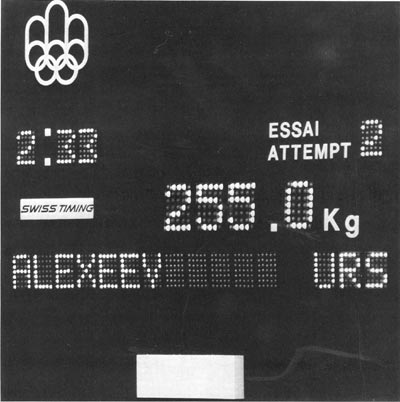 2:33
ESSAI
ATTEMPT 2
SWISS TIMING
255.0 Kg
ALEXEEV URS